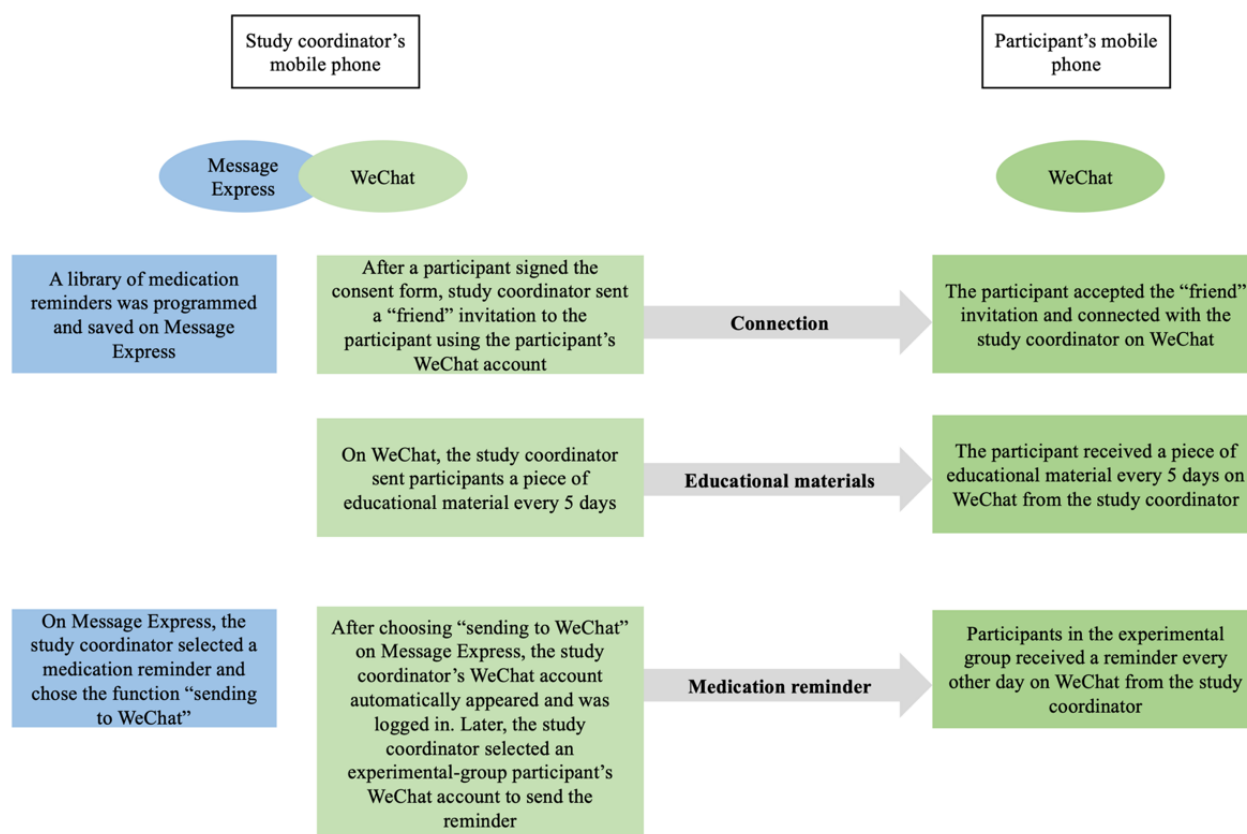 Study coordinator’s
mobile phone
Participant’s mobile
phone
Message
Express
WeChat
WeChat
A library of medication
reminders was programmed
and saved on Message
Express
After a participant signed the
consent form, study coordinator sent
a “friend” invitation to the
participant using the participant’s
WeChat account
Connection
The participant accepted the “friend”
invitation and connected with the
study coordinator on WeChat
On WeChat, the study coordinator
sent participants a piece of
educational material every 5 days
Educational materials
The participant received a piece of
educational material every 5 days on
WeChat from the study coordinator
On Message Express, the
study coordinator selected a
medication reminder and
chose the function “sending
to WeChat”
After choosing “sending to WeChat”
on Message Express, the study
coordinator’s WeChat account
automatically appeared and was
logged in. Later, the study
coordinator selected an
experimental-group participant’s
WeChat account to send the
reminder
Medication reminder
Participants in the experimental
group received a reminder every
other day on WeChat from the study
coordinator